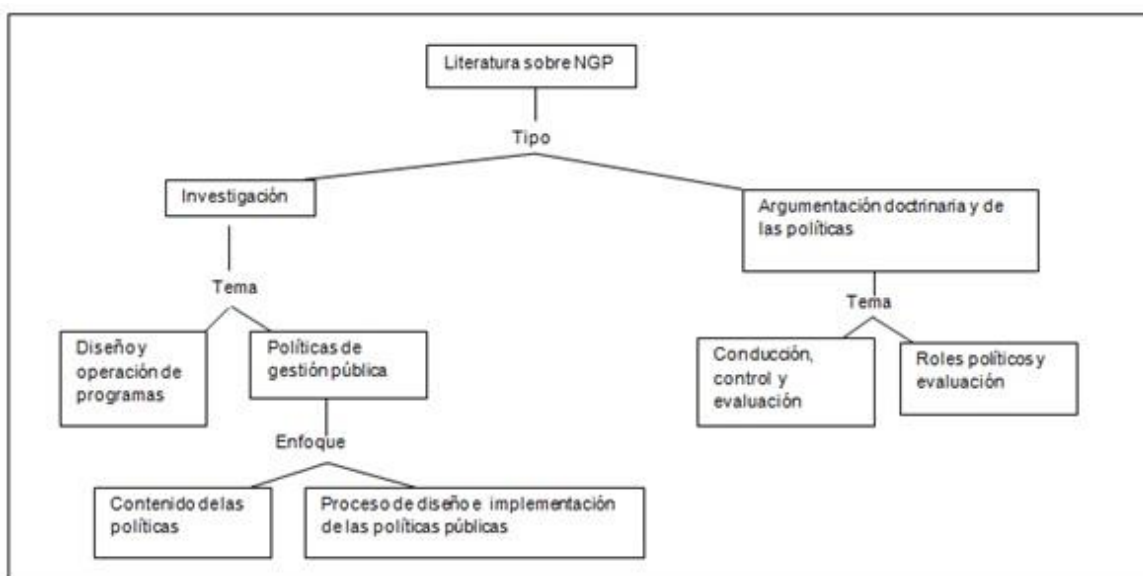 Literatura sobre NGP
Tipo
Investigación
Argumentación doctrinaria y de
las políticas
Tema
Tema
Diseño y
operación de
programas
Políticas de
gestión pública
Conducción,
control y
evaluación
Roles políticos y
evaluación
Enfoque
Contenido de las
políticas
Proceso de diseño e implementación
de las políticas públicas